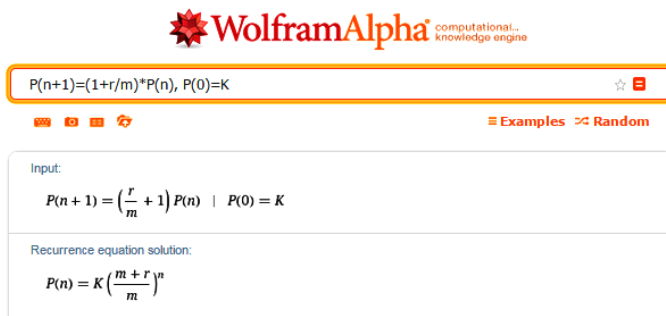 WolframAlpha computational...
knowledge engine
P(n+1)=(1+r/m)*P(n), P(0)=K
Examples Random
Input:
P(n + 1) = (r/m + 1) P(n) | P(0) = K
Recurrence equation solution:
P(n) = K ((m + r)/m)^n